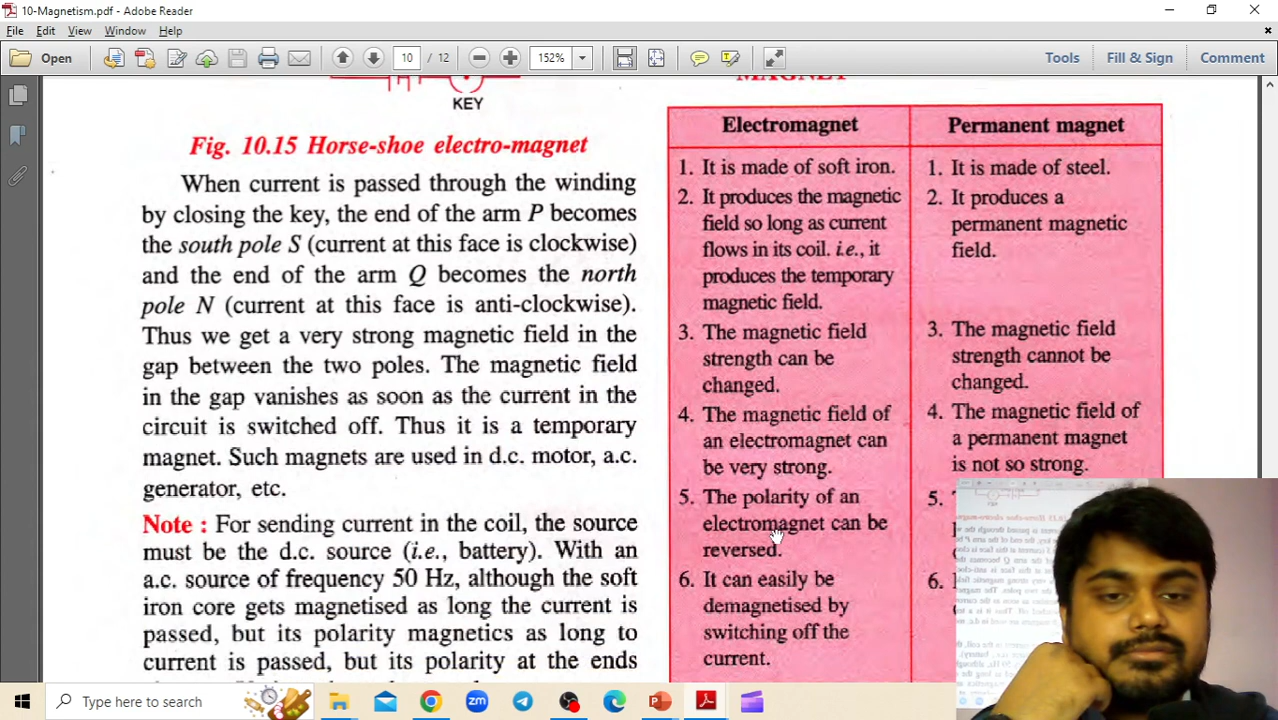 10-Magnetism.pdf - Adobe Reader
File Edit View Window Help
Open 10 / 12 152% Tools Fill & Sign Comment
KEY
MAGNET
Fig. 10.15 Horse-shoe electro-magnet
When current is passed through the winding
by closing the key, the end of the arm P becomes
the south pole S (current at this face is clockwise)
and the end of the arm Q becomes the north
pole N (current at this face is anti-clockwise).
Thus we get a very strong magnetic field in the
gap between the two poles. The magnetic field
in the gap vanishes as soon as the current in the
circuit is switched off. Thus it is a temporary
magnet. Such magnets are used in d.c. motor, a.c.
generator, etc.
Note : For sending current in the coil, the source
must be the d.c. source (i.e., battery). With an
a.c. source of frequency 50 Hz, although the soft
iron core gets magnetised as long the current is
passed, but its polarity magnetics as long to
current is passed, but its polarity at the ends
Electromagnet
1. It is made of soft iron.
2. It produces the magnetic
field so long as current
flows in its coil. i.e., it
produces the temporary
magnetic field.
3. The magnetic field
strength can be
changed.
4. The magnetic field of
an electromagnet can
be very strong.
5. The polarity of an
electromagnet can be
reversed.
6. It can easily be
demagnetised by
switching off the
current.
Permanent magnet
1. It is made of steel.
2. It produces a
permanent magnetic
field.
3. The magnetic field
strength cannot be
changed.
4. The magnetic field of
a permanent magnet
is not so strong.
5.
6.
Type here to search